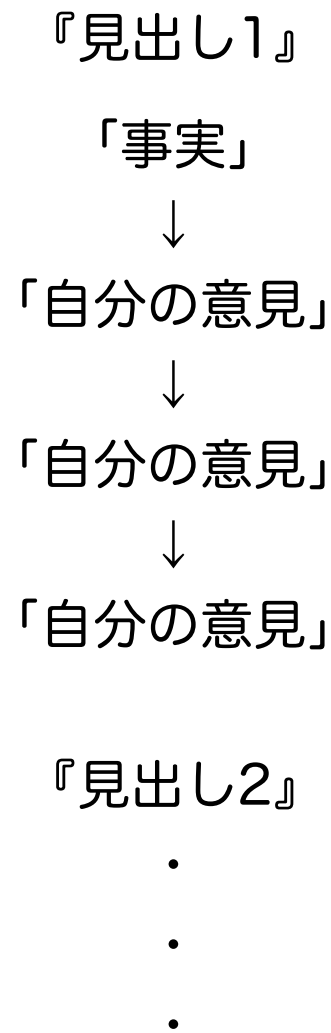 『見出し1』
「事実」
↓
「自分の意見」
↓
「自分の意見」
↓
「自分の意見」
『見出し2』
・
・
・